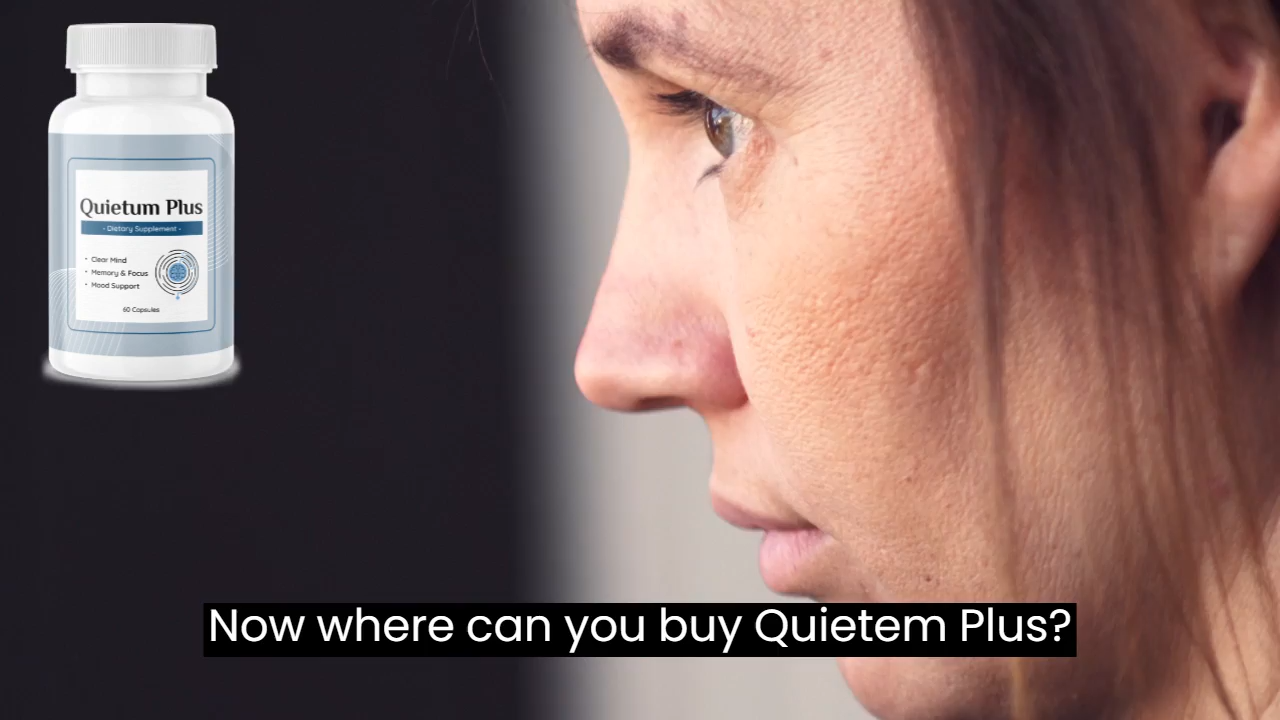 Quietum Plus
- Dietary Supplement -
• Clear Mind
• Memory & Focus
• Mood Support
60 Capsules
Now where can you buy Quietem Plus?